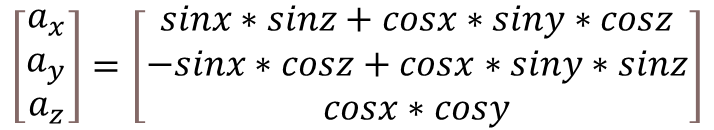 [a_x] = [sinx * sinz + cosx * siny * cosz]
[a_y] = [−sinx * cosz + cosx * siny * sinz]
[a_z] = [cosx * cosy]